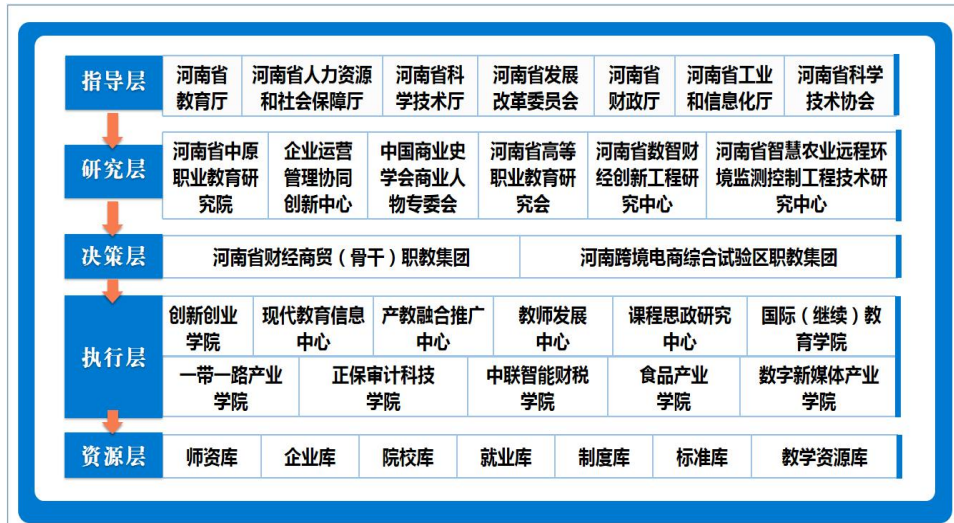 指导层
河南省
教育厅
河南省人力资源
和社会保障厅
河南省科
学技术厅
河南省发展
改革委员会
河南省
财政厅
河南省工业
和信息化厅
河南省科学
技术协会
研究层
河南省中原
职业教育研
究院
企业运营
管理协同
创新中心
中国商业史
学会商业人
物专委会
河南省高等
职业教育研
究会
河南省数智财
经创新工程研
究中心
河南省智慧农业远程环
境监测控制工程技术研
究中心
决策层
河南省财经商贸（骨干）职教集团
河南跨境电商综合试验区职教集团
执行层
创新创业
学院
现代教育信息
中心
产教融合推广
中心
教师发展
中心
课程思政研究
中心
国际（继续）教
育学院
一带一路产业
学院
正保审计科技
学院
中联智能财税
学院
食品产业
学院
数字新媒体产业
学院
资源层
师资库
企业库
院校库
就业库
制度库
标准库
教学资源库